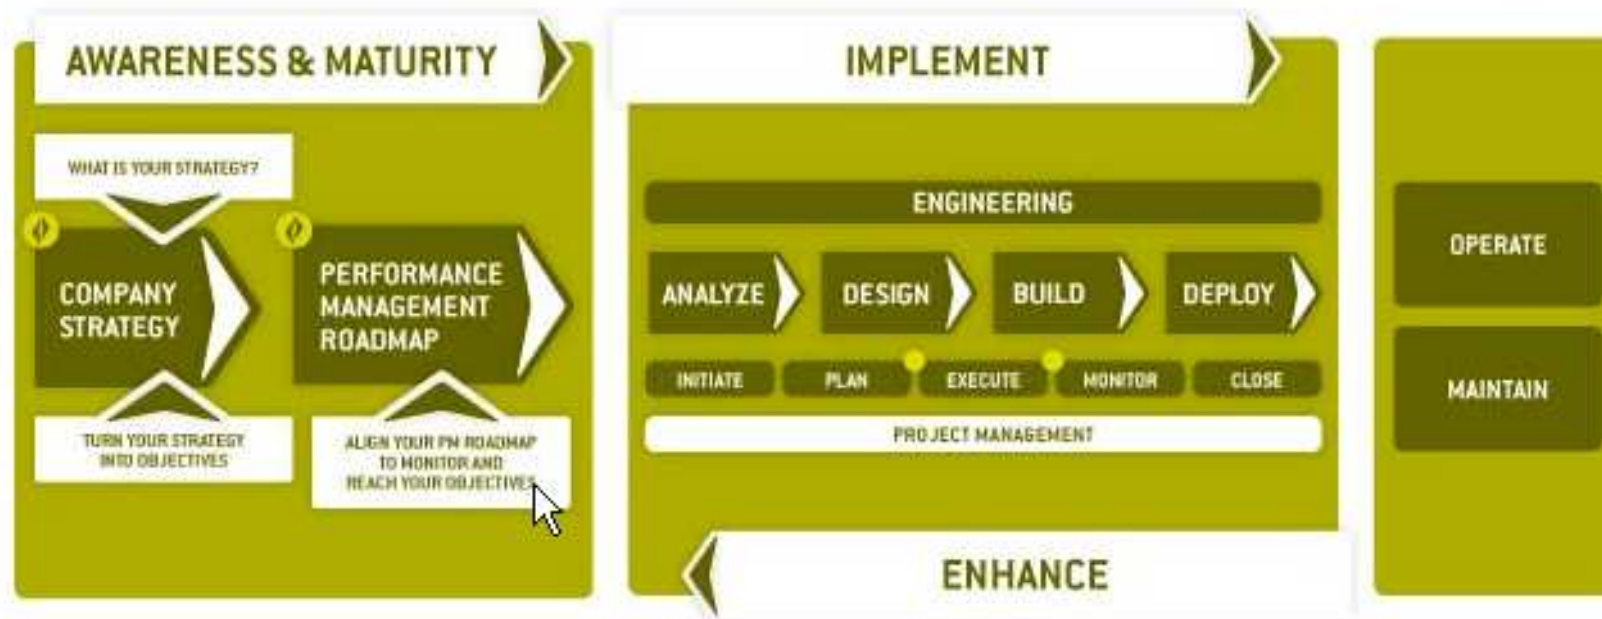 AWARENESS & MATURITY
WHAT IS YOUR STRATEGY?
COMPANY
STRATEGY
PERFORMANCE
MANAGEMENT
ROADMAP
TURN YOUR STRATEGY
INTO OBJECTIVES
ALIGN YOUR PM ROADMAP
TO MONITOR AND
REACH YOUR OBJECTIVES
IMPLEMENT
ENGINEERING
ANALYZE
DESIGN
BUILD
DEPLOY
INITIATE
PLAN
EXECUTE
MONITOR
CLOSE
PROJECT MANAGEMENT
ENHANCE
OPERATE
MAINTAIN